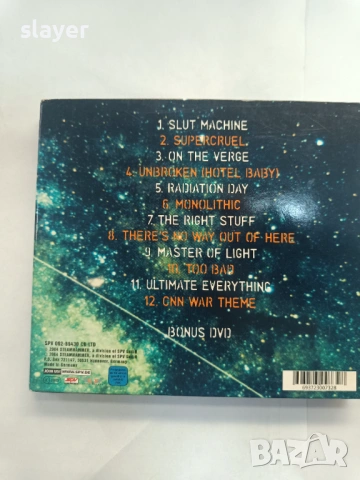 slayer
1. SLUT MACHINE
2. SUPERCRUEL
3. ON THE VERGE
4. UNBROKEN (HOTEL BABY)
5. RADIATION DAY
6. MONOLITHIC
7. THE RIGHT STUFF
8. THERE'S NO WAY OUT OF HERE
9. MASTER OF LIGHT
10. TOO BAD
11. ULTIMATE EVERYTHING
12. CNN WAR THEME
BONUS DVD
Made in Germany
BAZAR